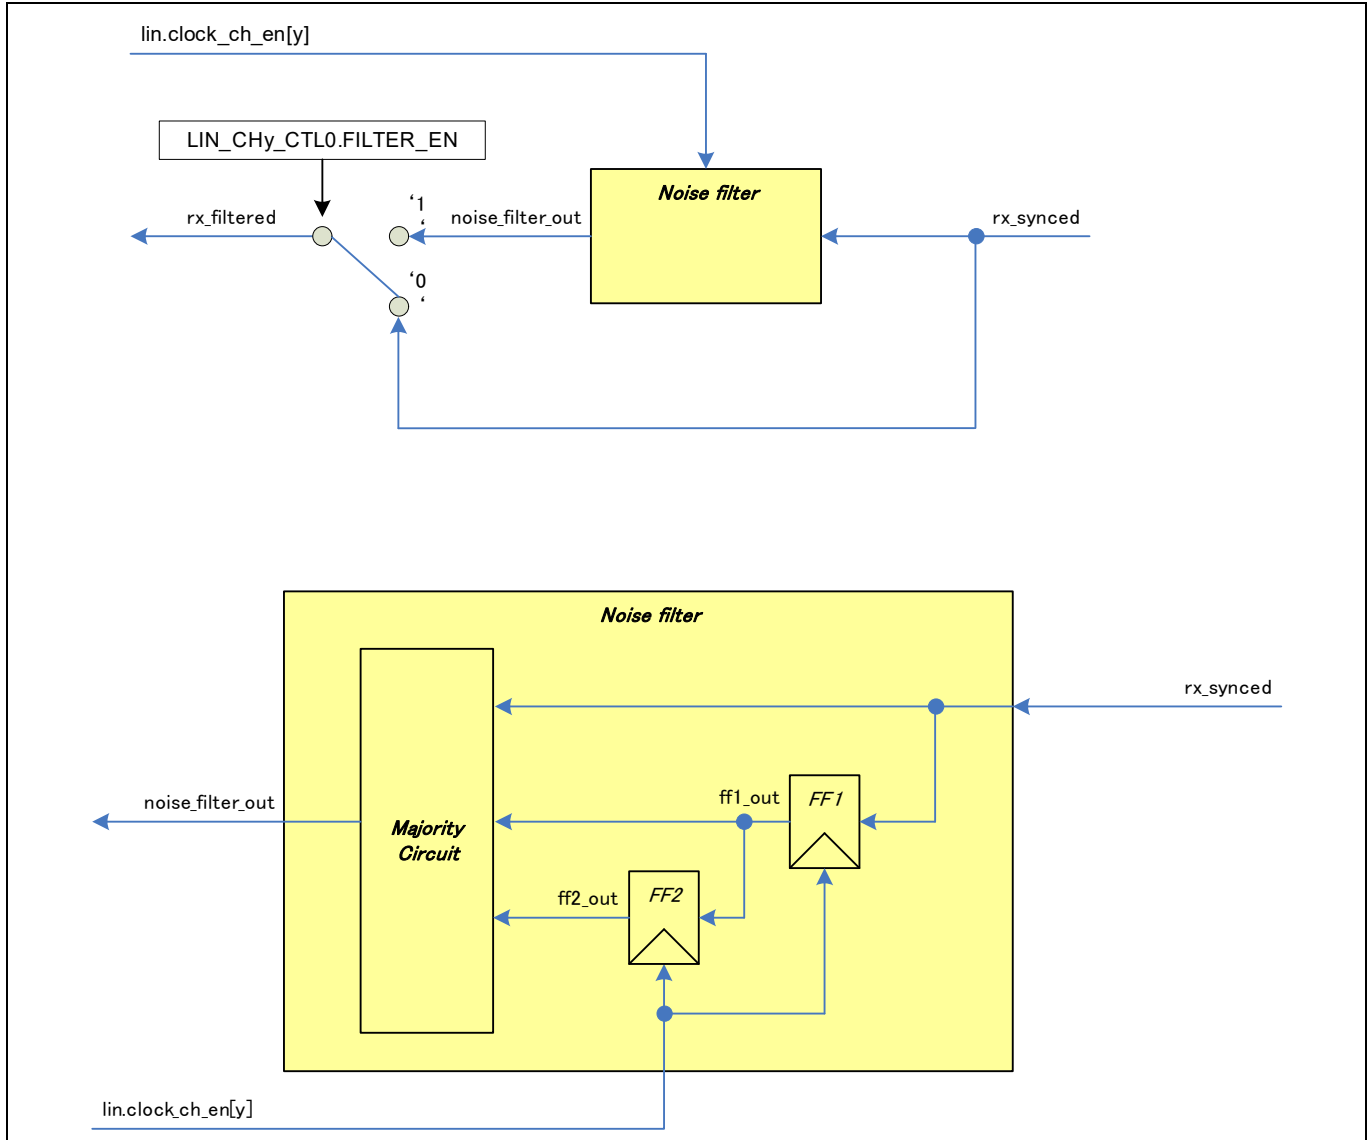 lin.clock_ch_en[y]
LIN_CHy_CTL0.FILTER_EN
Noise filter
rx_filtered
‘1
‘
noise_filter_out
rx_synced
‘0
‘
Noise filter
rx_synced
noise_filter_out
Majority
Circuit
ff1_out
FF1
ff2_out
FF2
lin.clock_ch_en[y]